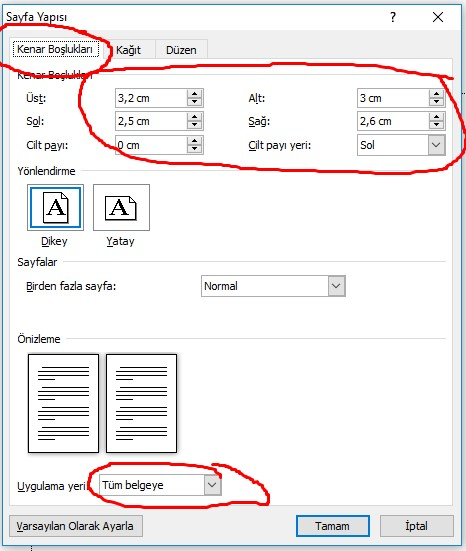 Sayfa Yapısı
Kenar Boşlukları Kağıt Düzen
Kenar Boşlukları
Üst: 3,2 cm Alt: 3 cm
Sol: 2,5 cm Sağ: 2,6 cm
Cilt payı: 0 cm Cilt payı yeri: Sol
Yönlendirme
A A
Dikey Yatay
Sayfalar
Birden fazla sayfa: Normal
Önizleme
Uygulama yeri: Tüm belgeye
Varsayılan Olarak Ayarla Tamam İptal